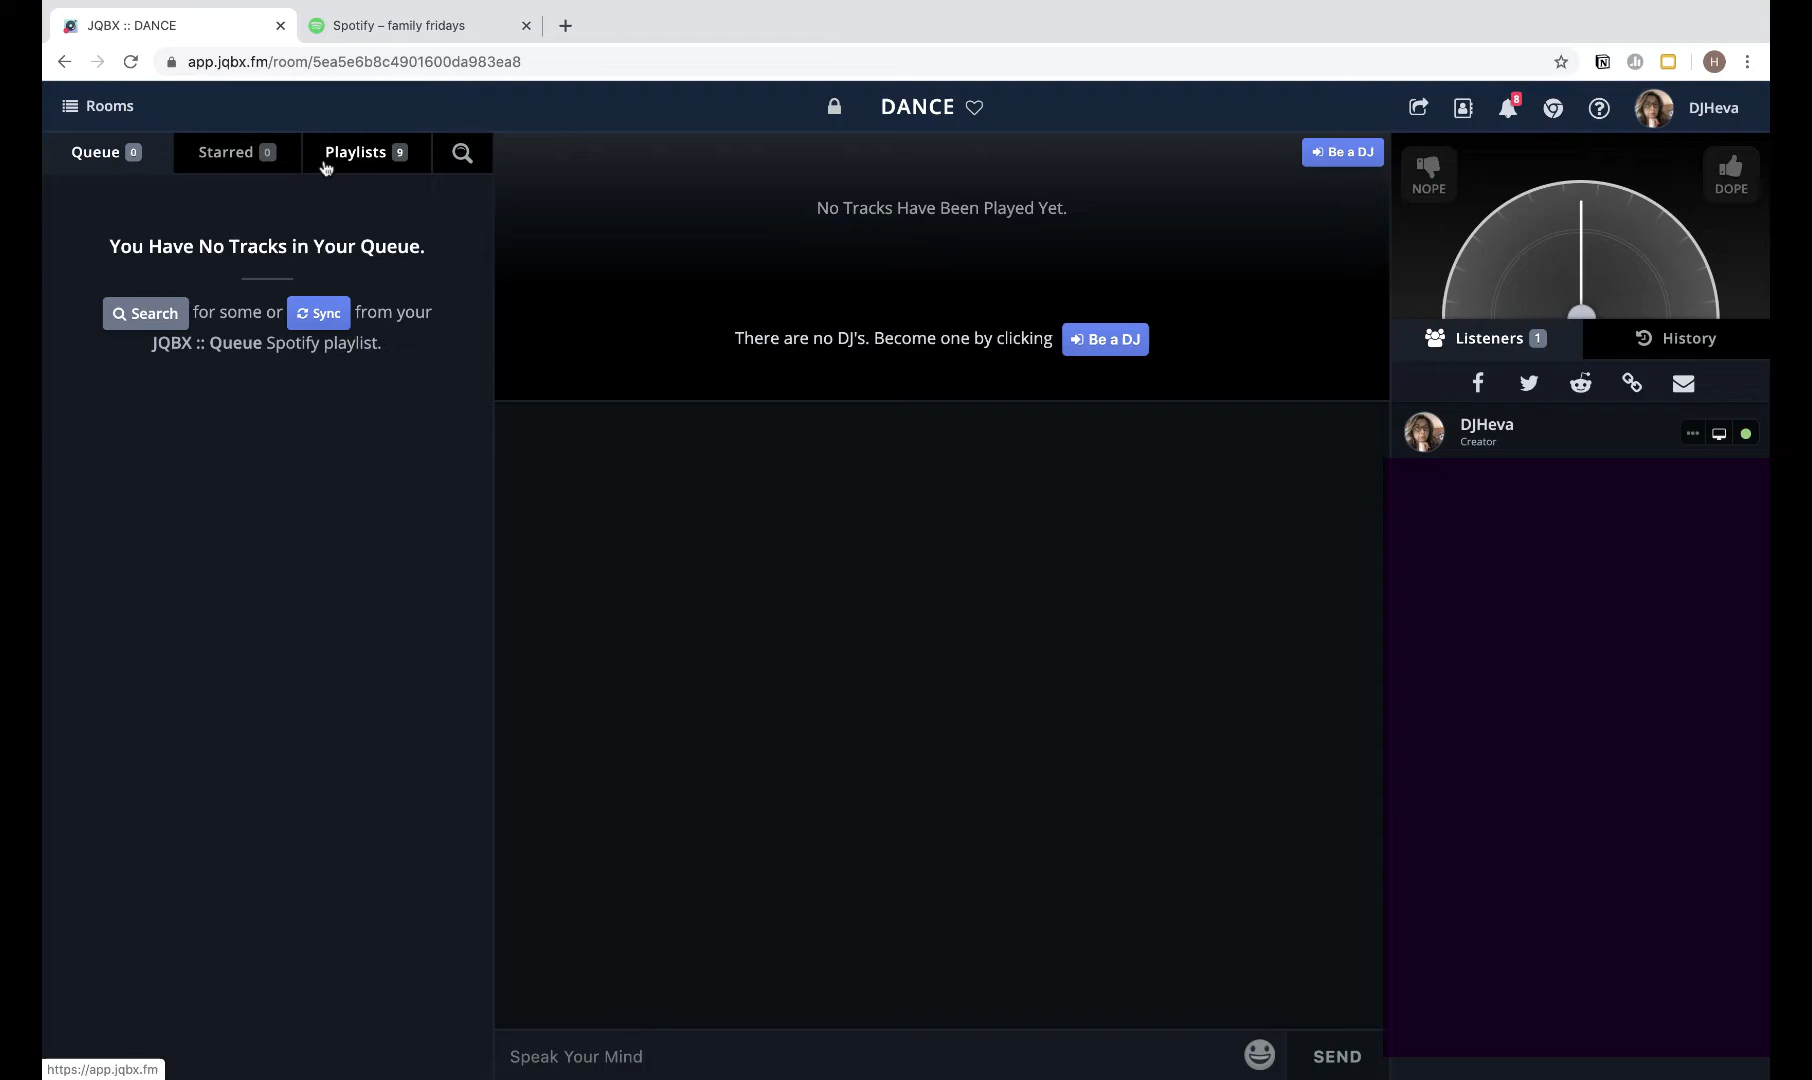 JQBX :: DANCE
Spotify – family fridays
app.jqbx.fm/room/5ea5e6b8c4901600da983ea8
H
Rooms
DANCE
8
DJHeva
Queue 0
Starred 0
Playlists 9
Be a DJ
NOPE
DOPE
No Tracks Have Been Played Yet.
You Have No Tracks in Your Queue.
Search for some or Sync from your
JQBX :: Queue Spotify playlist.
There are no DJ's. Become one by clicking Be a DJ
Listeners 1
History
DJHeva
Creator
Speak Your Mind
SEND
https://app.jqbx.fm